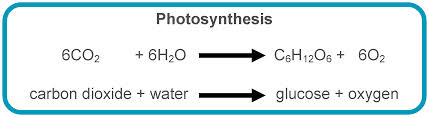 Photosynthesis
6CO₂ + 6H₂O → C₆H₁₂O₆ + 6O₂
carbon dioxide + water → glucose + oxygen